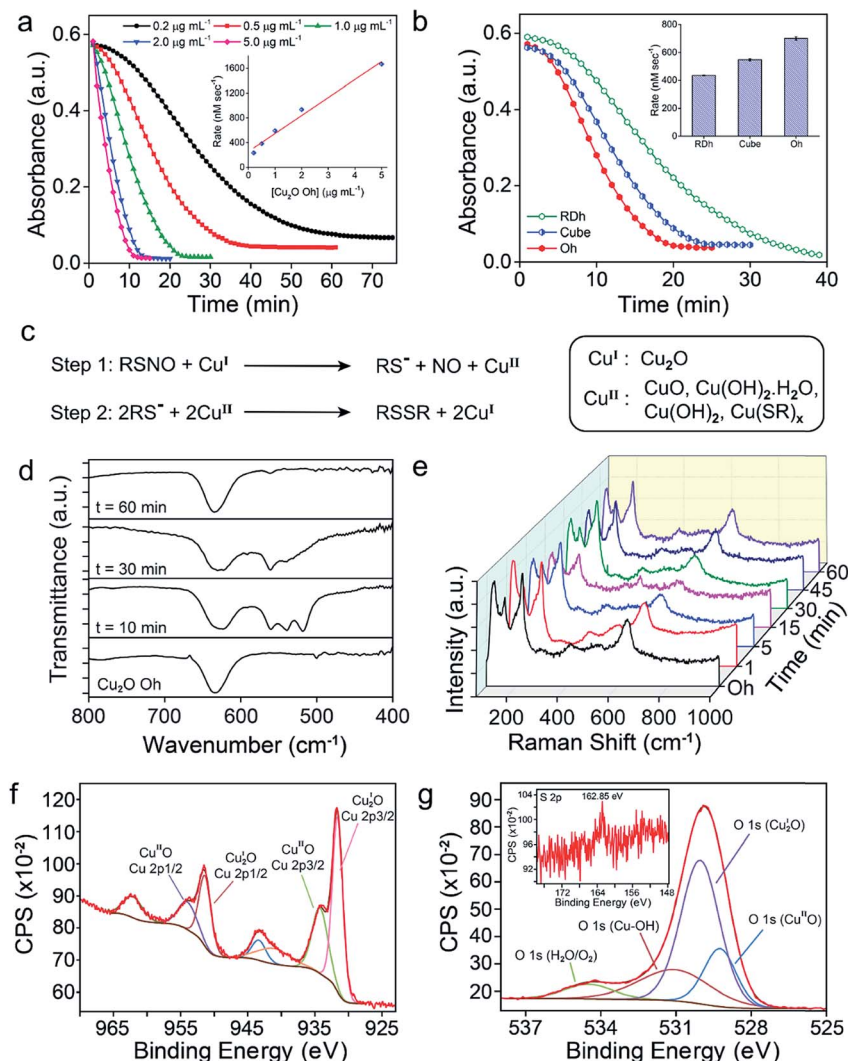 a
0.2 µg mL⁻¹ 0.5 µg mL⁻¹ 1.0 µg mL⁻¹
2.0 µg mL⁻¹ 5.0 µg mL⁻¹
Absorbance (a.u.)
0.6
0.4
0.2
0.0
0 10 20 30 40 50 60 70
Time (min)
Rate (nM sec⁻¹)
1600
1200
800
400
0
0 1 2 3 4 5
[Cu₂O Oh] (µg mL⁻¹)
b
Absorbance (a.u.)
0.6
0.4
0.2
0.0
RDh
Cube
Oh
0 10 20 30 40
Time (min)
Rate (nM sec⁻¹)
800
600
400
200
0
RDh Cube Oh
c
Step 1: RSNO + Cuᴵ RS⁻ + NO + Cuᴵᴵ
Step 2: 2RS⁻ + 2Cuᴵᴵ RSSR + 2Cuᴵ
Cuᴵ : Cu₂O
Cuᴵᴵ : CuO, Cu(OH)₂.H₂O,
Cu(OH)₂, Cu(SR)ₓ
d
Transmittance (a.u.)
t = 60 min
t = 30 min
t = 10 min
Cu₂O Oh
800 700 600 500 400
Wavenumber (cm⁻¹)
e
Intensity (a.u.)
200 400 600 800 1000
Raman Shift (cm⁻¹)
Oh
1
5
15
30
45
60
Time (min)
f
CPS (x10⁻²)
120
110
100
90
80
70
60
CuᴵᴵO
Cu 2p1/2
Cu₂ᴵO
Cu 2p1/2
CuᴵᴵO
Cu 2p3/2
Cu₂ᴵO
Cu 2p3/2
965 955 945 935 925
Binding Energy (eV)
g
CPS (x10⁻²)
90
80
70
60
50
40
30
20
S 2p
162.85 eV
CPS (x10⁻²)
104
102
100
98
96
94
92
172 164 156 148
Binding Energy (eV)
O 1s (Cu₂ᴵO)
O 1s (Cu-OH)
O 1s (CuᴵᴵO)
O 1s (H₂O/O₂)
537 534 531 528 525
Binding Energy (eV)